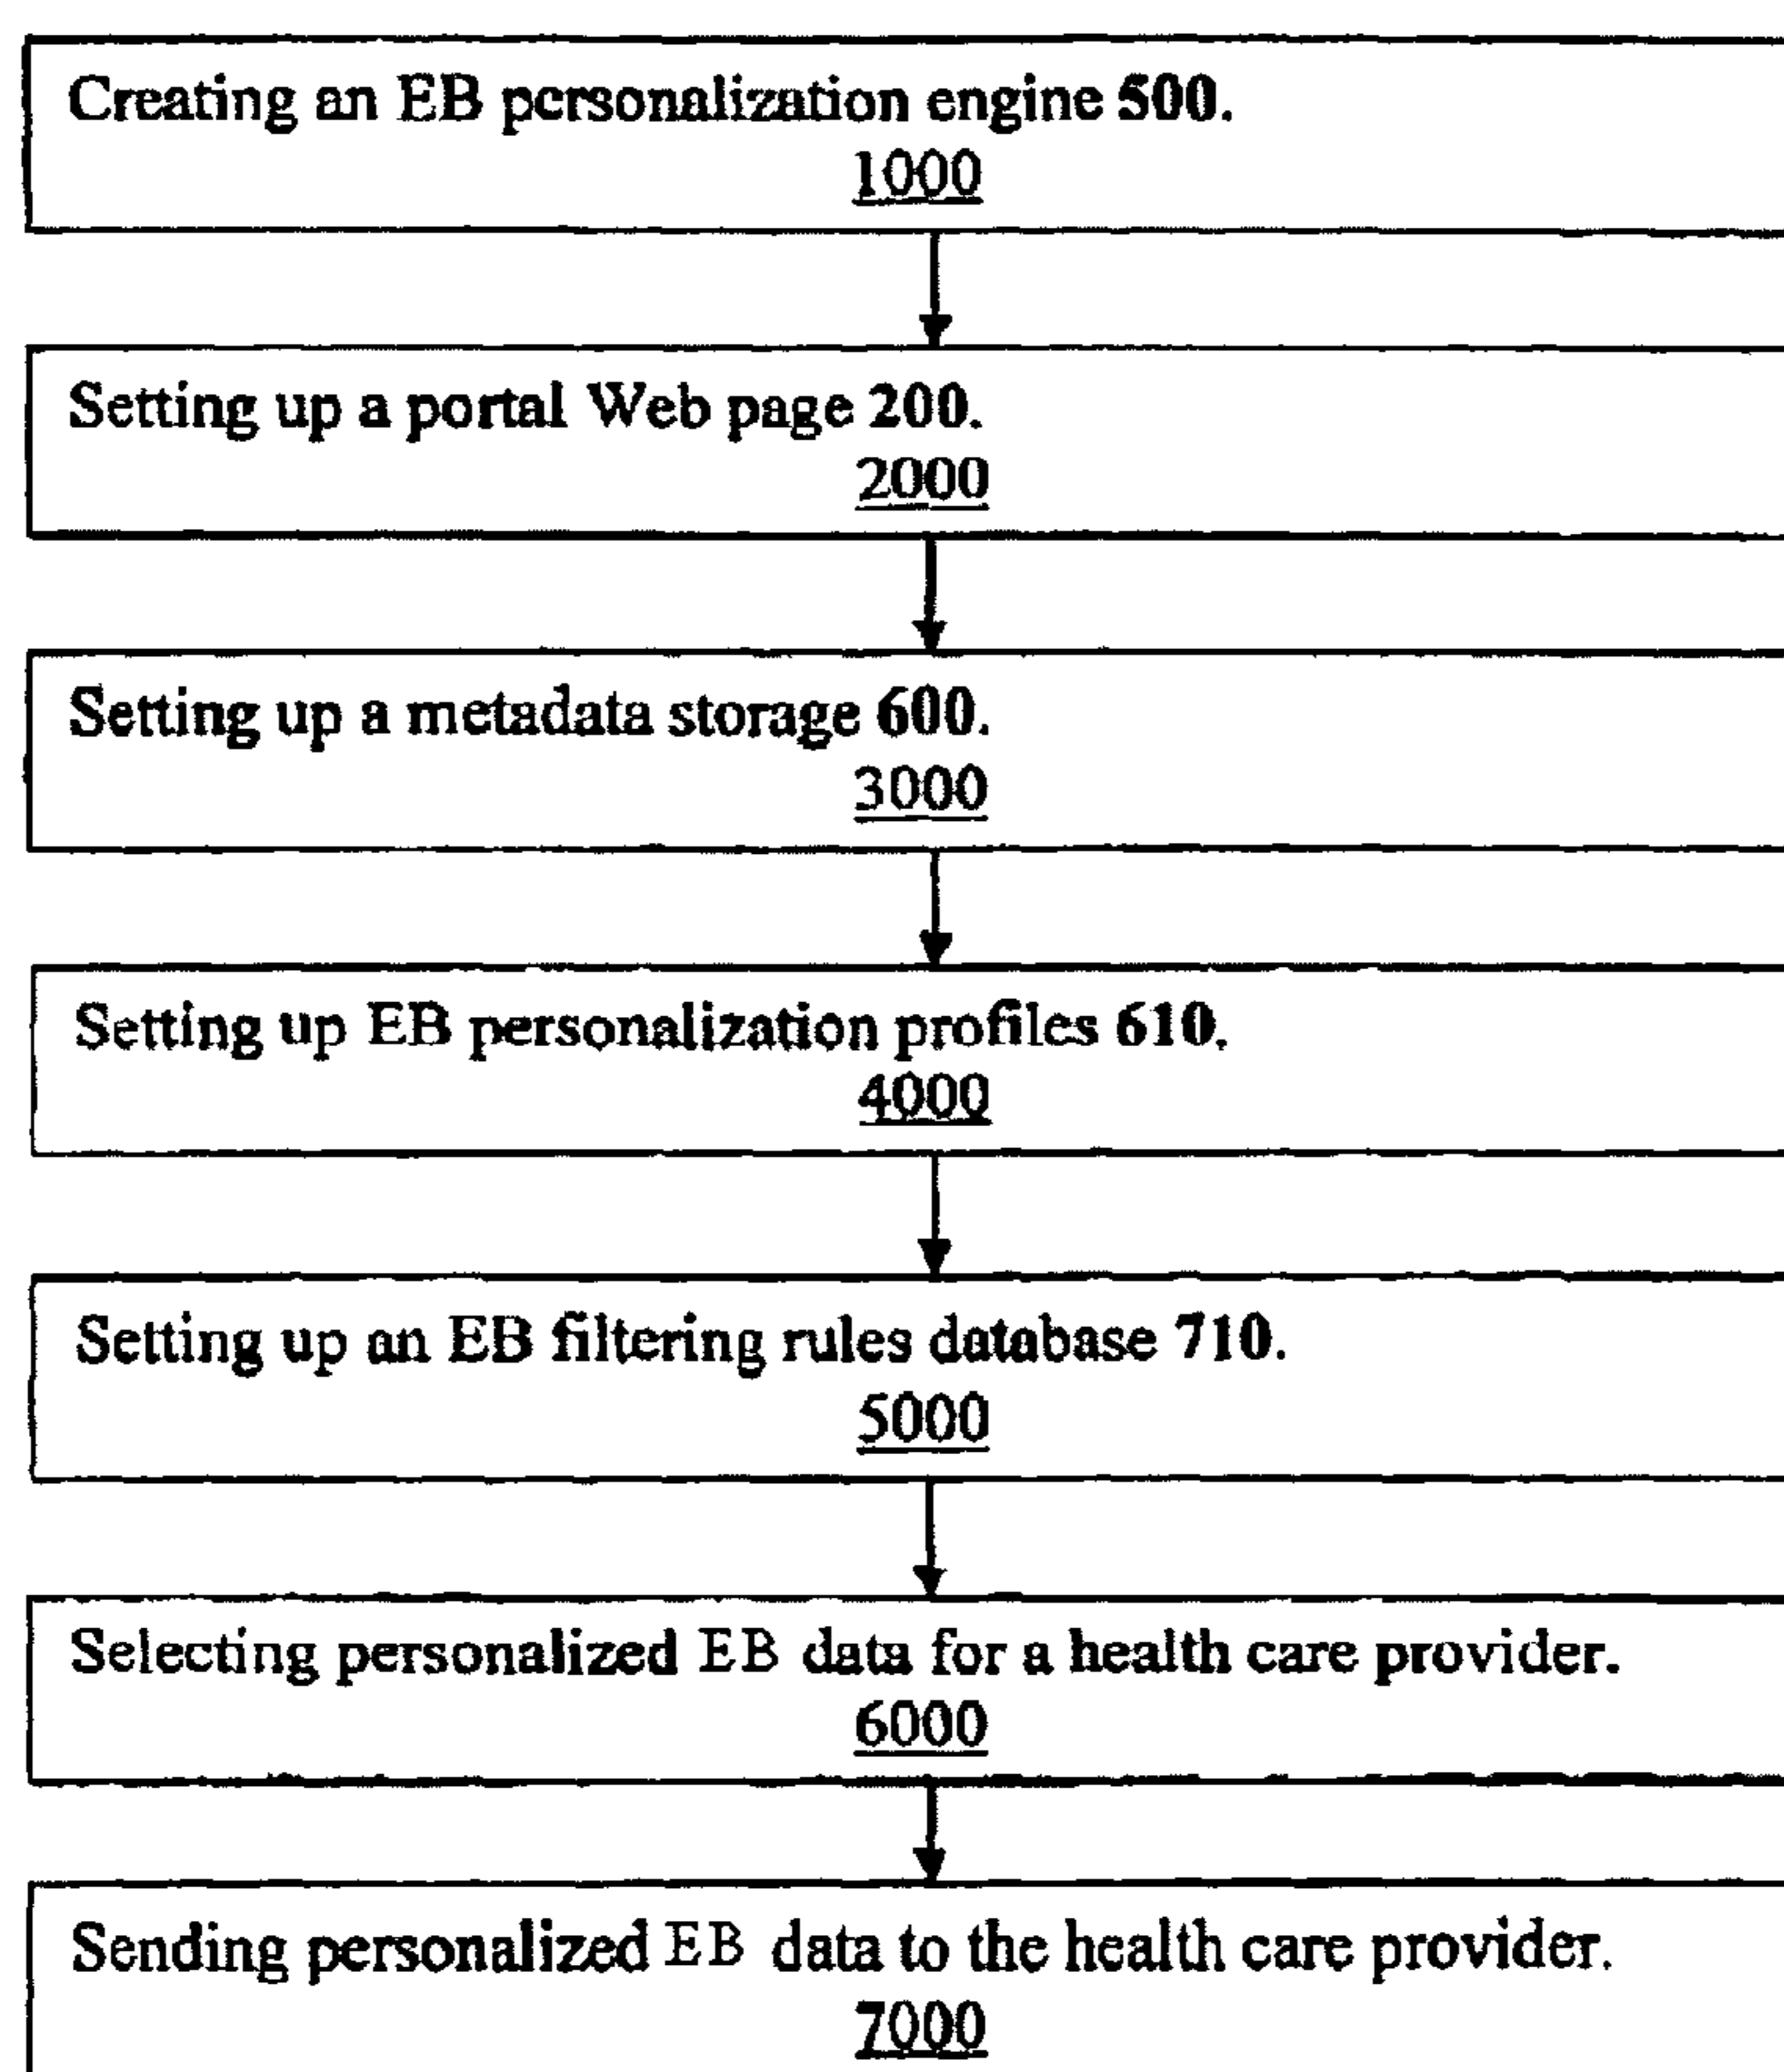 Creating an EB personalization engine 500.
1000
Setting up a portal Web page 200.
2000
Setting up a metadata storage 600.
3000
Setting up EB personalization profiles 610.
4000
Setting up an EB filtering rules database 710.
5000
Selecting personalized EB data for a health care provider.
6000
Sending personalized EB data to the health care provider.
7000